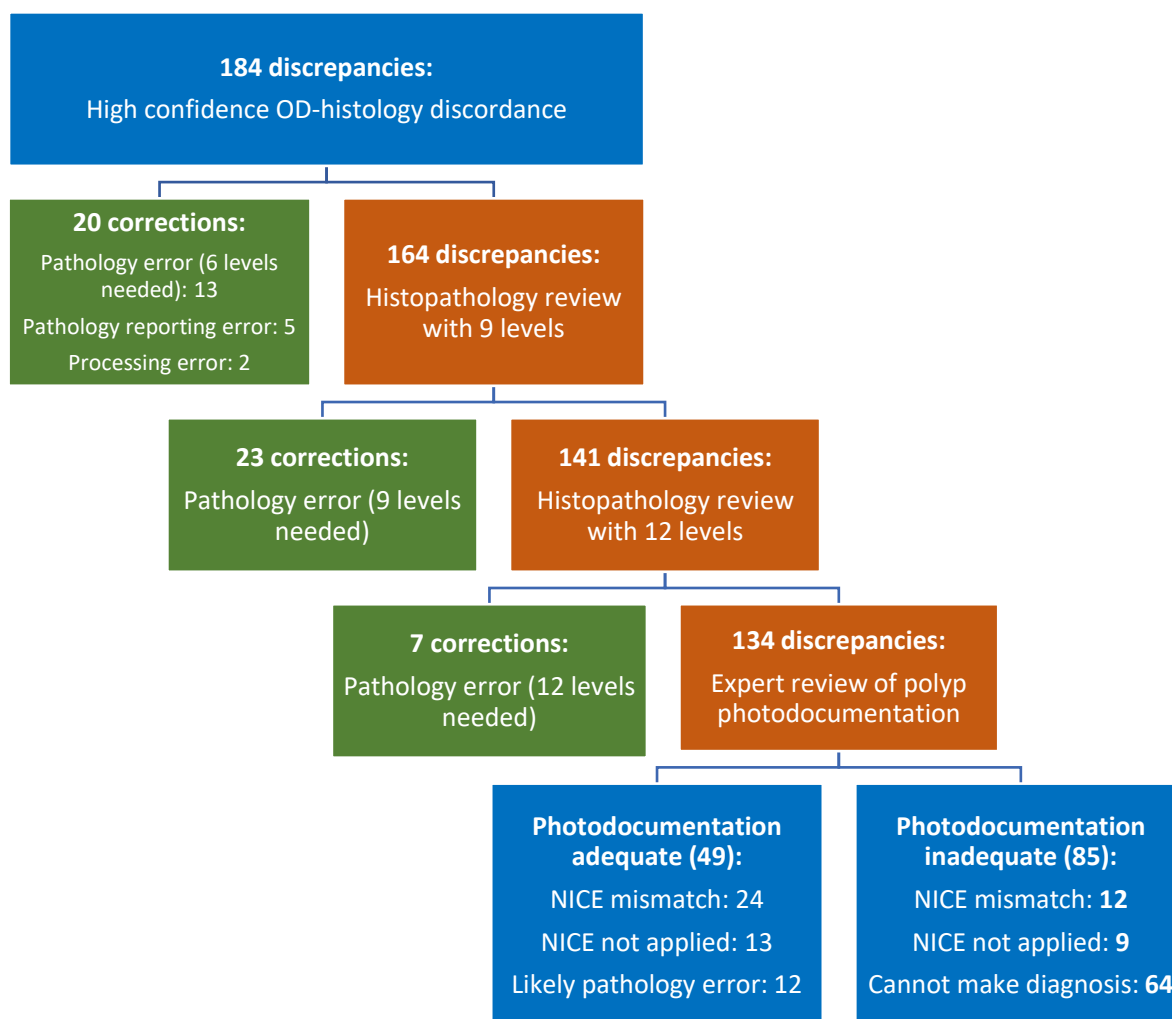 184 discrepancies:
High confidence OD-histology discordance
20 corrections:
Pathology error (6 levels
needed): 13
Pathology reporting error: 5
Processing error: 2
164 discrepancies:
Histopathology review
with 9 levels
23 corrections:
Pathology error (9 levels
needed)
141 discrepancies:
Histopathology review
with 12 levels
7 corrections:
Pathology error (12 levels
needed)
134 discrepancies:
Expert review of polyp
photodocumentation
Photodocumentation
adequate (49):
NICE mismatch: 24
NICE not applied: 13
Likely pathology error: 12
Photodocumentation
inadequate (85):
NICE mismatch: 12
NICE not applied: 9
Cannot make diagnosis: 64